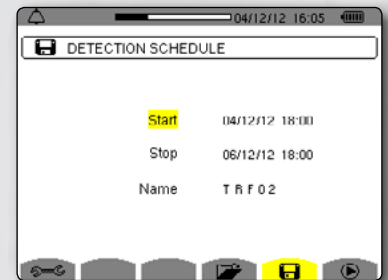 04/12/12 16:05
DETECTION SCHEDULE
Start 04/12/12 18:00
Stop 06/12/12 18:00
Name TRF02